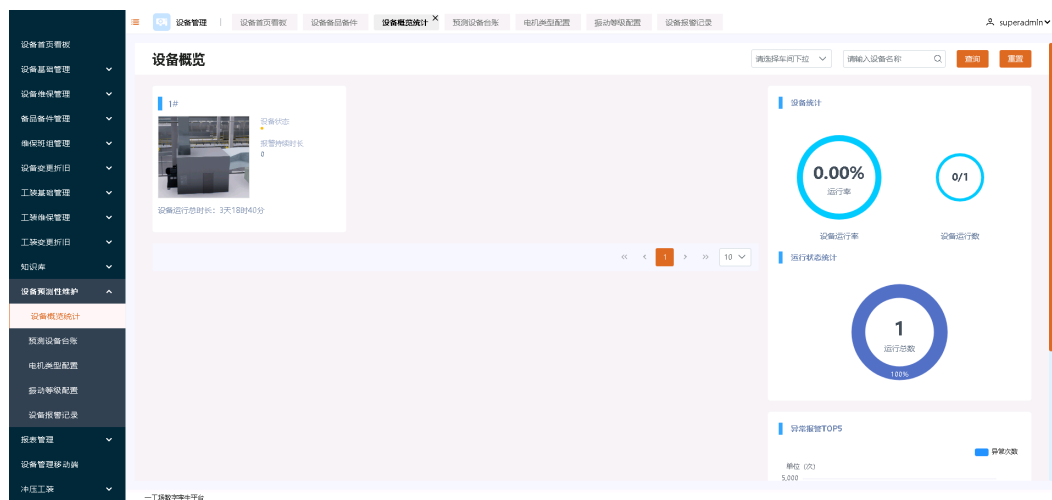 设备管理
设备首页看板
设备备品备件
设备概览统计
预测设备台账
电机类型配置
振动等级配置
设备报警记录
superadmin
设备首页看板
设备基础管理
设备维保管理
备品备件管理
维保班组管理
设备变更折旧
工装基础管理
工装维保管理
工装变更折旧
知识库
设备预测性维护
设备概览统计
预测设备台账
电机类型配置
振动等级配置
设备报警记录
报表管理
设备管理移动端
冲压工装
设备概览
请选择车间下拉
请输入设备名称
查询
重置
1#
设备状态
报警持续时长
0
设备运行总时长：3天18时40分
1
10
设备统计
0.00%
运行率
0/1
设备运行率
设备运行数
运行状态统计
1
运行总数
100%
异常报警TOP5
异常次数
单位（次）
5,000
一工场数字孪生平台